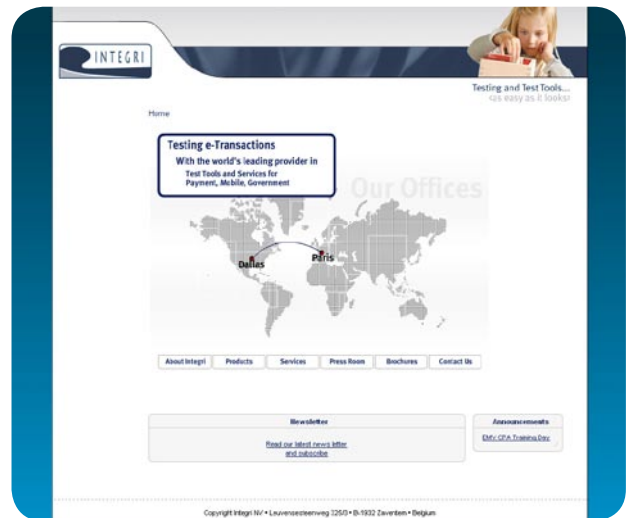 INTEGRI
Testing and Test Tools...
as easy as it looks!
Home
Testing e-Transactions
With the world's leading provider in
Test Tools and Services for
Payment, Mobile, Government
Our Offices
Dallas
Paris
About Integri
Products
Services
Press Room
Brochures
Contact Us
Newsletter
Read our latest news letter
and subscribe
Announcements
EMV CPA Training Day
Copyright Integri NV • Leuvensesteenweg 325/3 • B-1932 Zaventem • Belgium